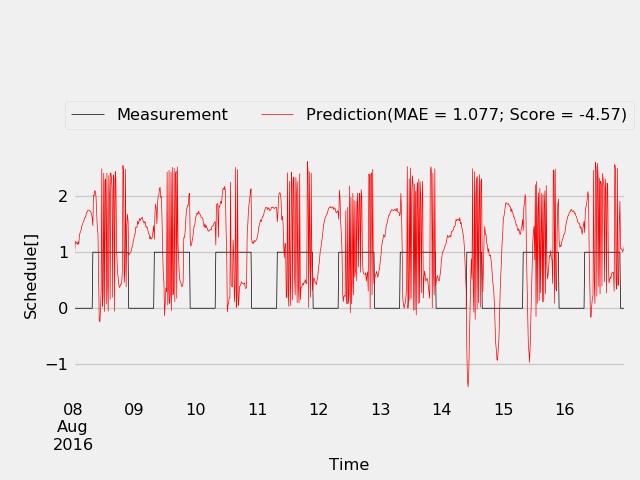 Measurement
Prediction(MAE = 1.077; Score = -4.57)
2
1
0
−1
Schedule[]
08
Aug
2016
09
10
11
12
13
14
15
16
Time